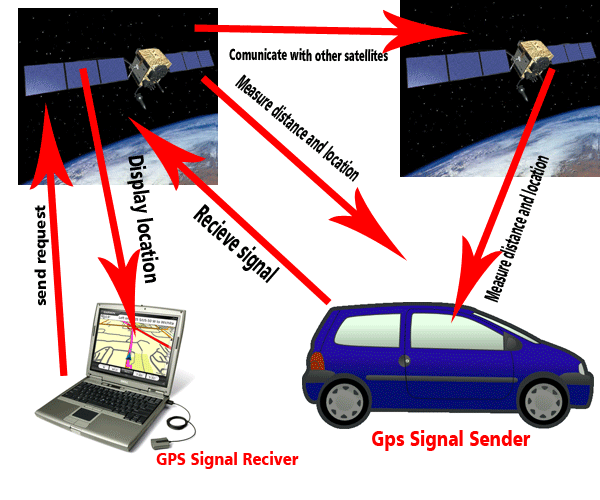 Comunicate with other satellites
Measure distance and location
Measure distance and location
Display location
Recieve signal
send request
Gps Signal Sender
GPS Signal Reciver